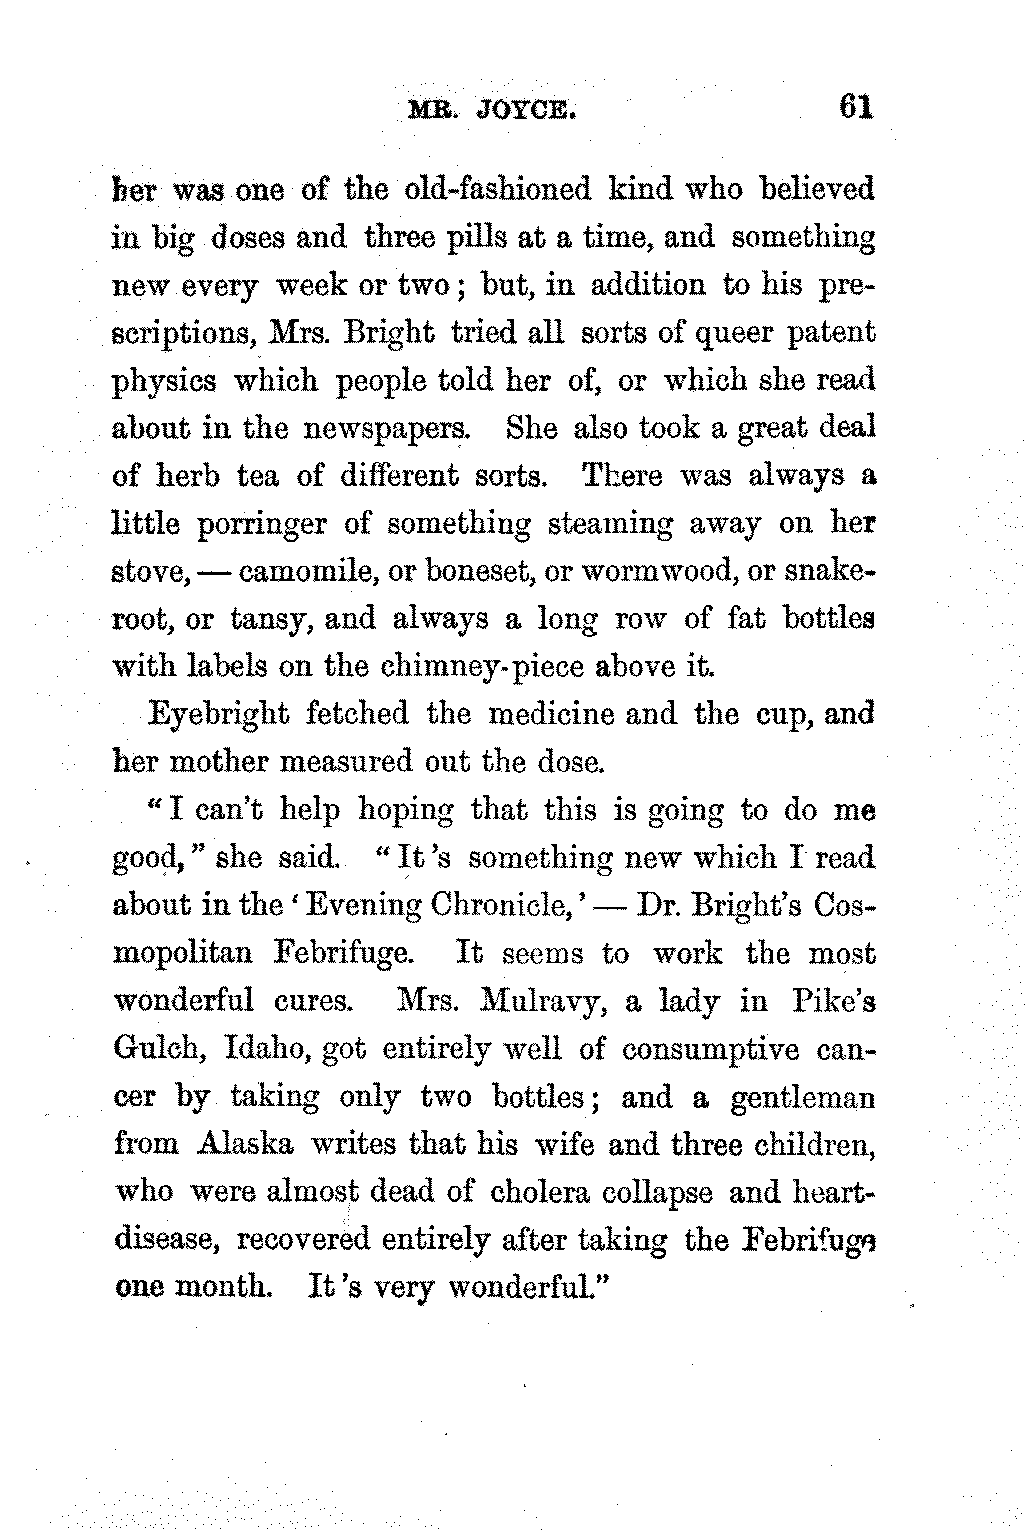 MR. JOYCE. 61
her was one of the old-fashioned kind who believed
in big doses and three pills at a time, and something
new every week or two; but, in addition to his pre-
scriptions, Mrs. Bright tried all sorts of queer patent
physics which people told her of, or which she read
about in the newspapers. She also took a great deal
of herb tea of different sorts. There was always a
little porringer of something steaming away on her
stove, — camomile, or boneset, or wormwood, or snake-
root, or tansy, and always a long row of fat bottles
with labels on the chimney-piece above it.
Eyebright fetched the medicine and the cup, and
her mother measured out the dose.
"I can't help hoping that this is going to do me
good," she said. "It's something new which I read
about in the 'Evening Chronicle,' — Dr. Bright's Cos-
mopolitan Febrifuge. It seems to work the most
wonderful cures. Mrs. Mulravy, a lady in Pike's
Gulch, Idaho, got entirely well of consumptive can-
cer by taking only two bottles; and a gentleman
from Alaska writes that his wife and three children,
who were almost dead of cholera collapse and heart-
disease, recovered entirely after taking the Febrifuge
one month. It's very wonderful."